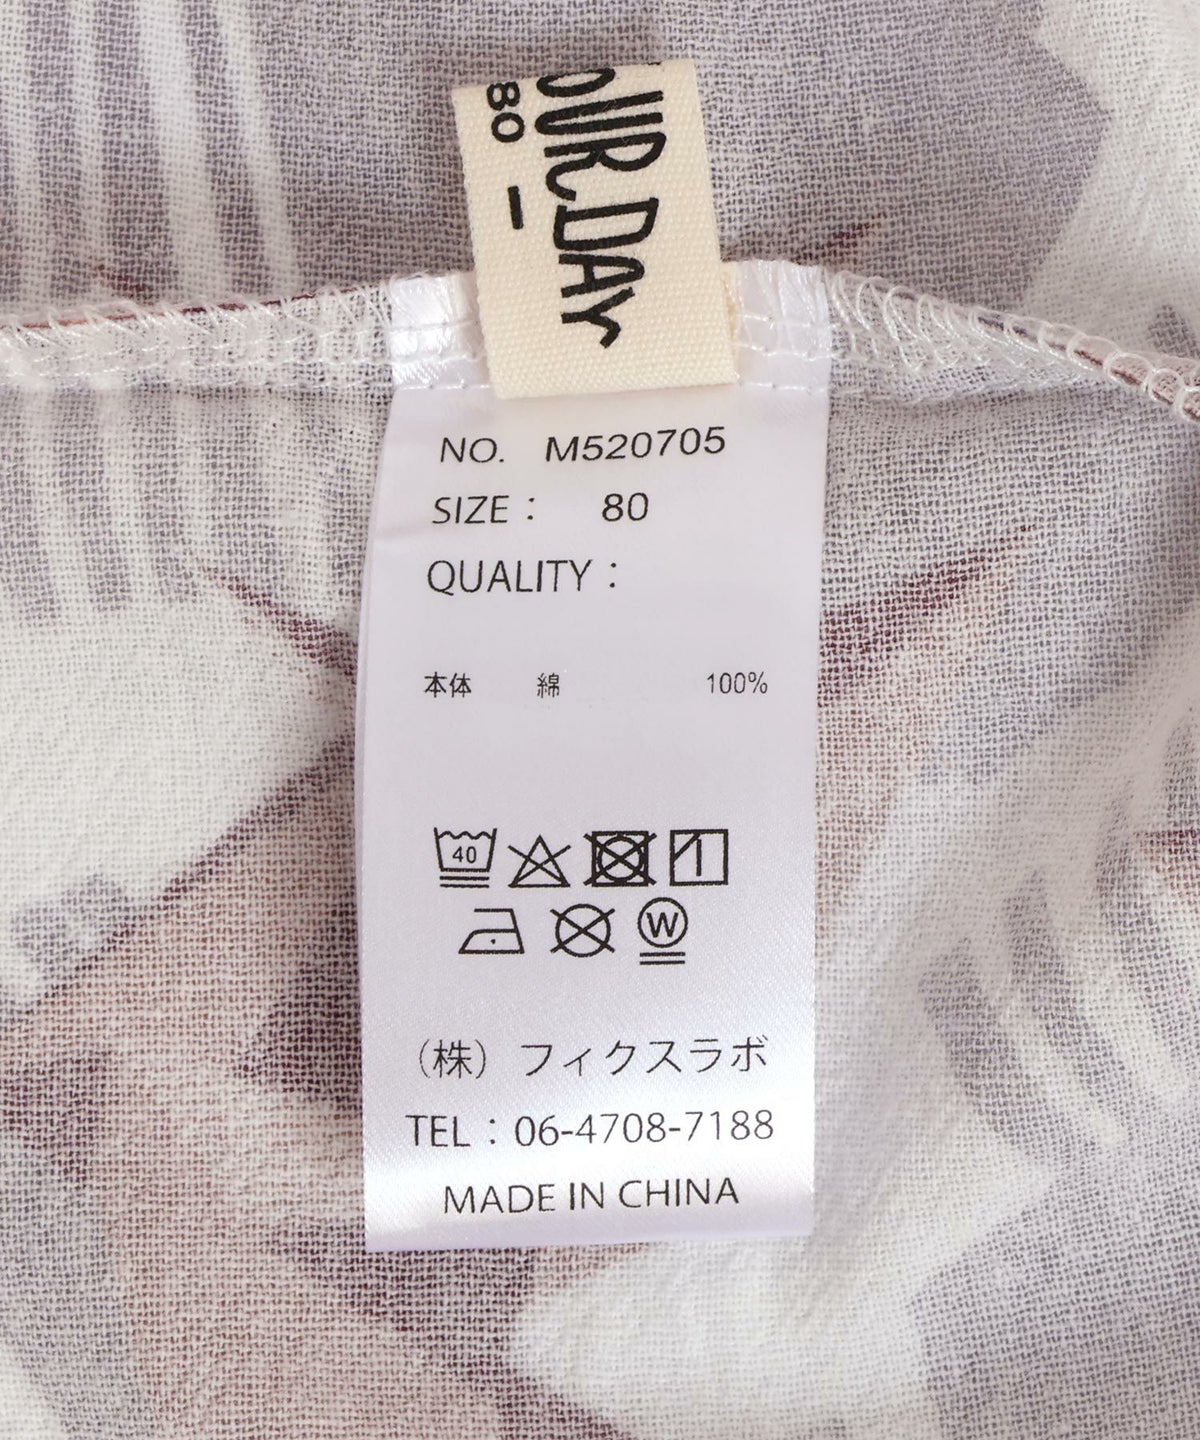 OUR DAY
80
NO. M520705
SIZE： 80
QUALITY：
本体 綿 100%
40
W
（株）フィクスラボ
TEL：06-4708-7188
MADE IN CHINA